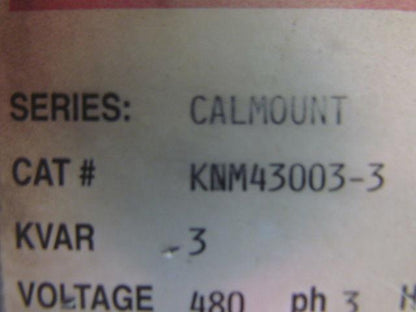 SERIES: CALMOUNT
CAT # KNM43003-3
KVAR 3
VOLTAGE 480 ph 3